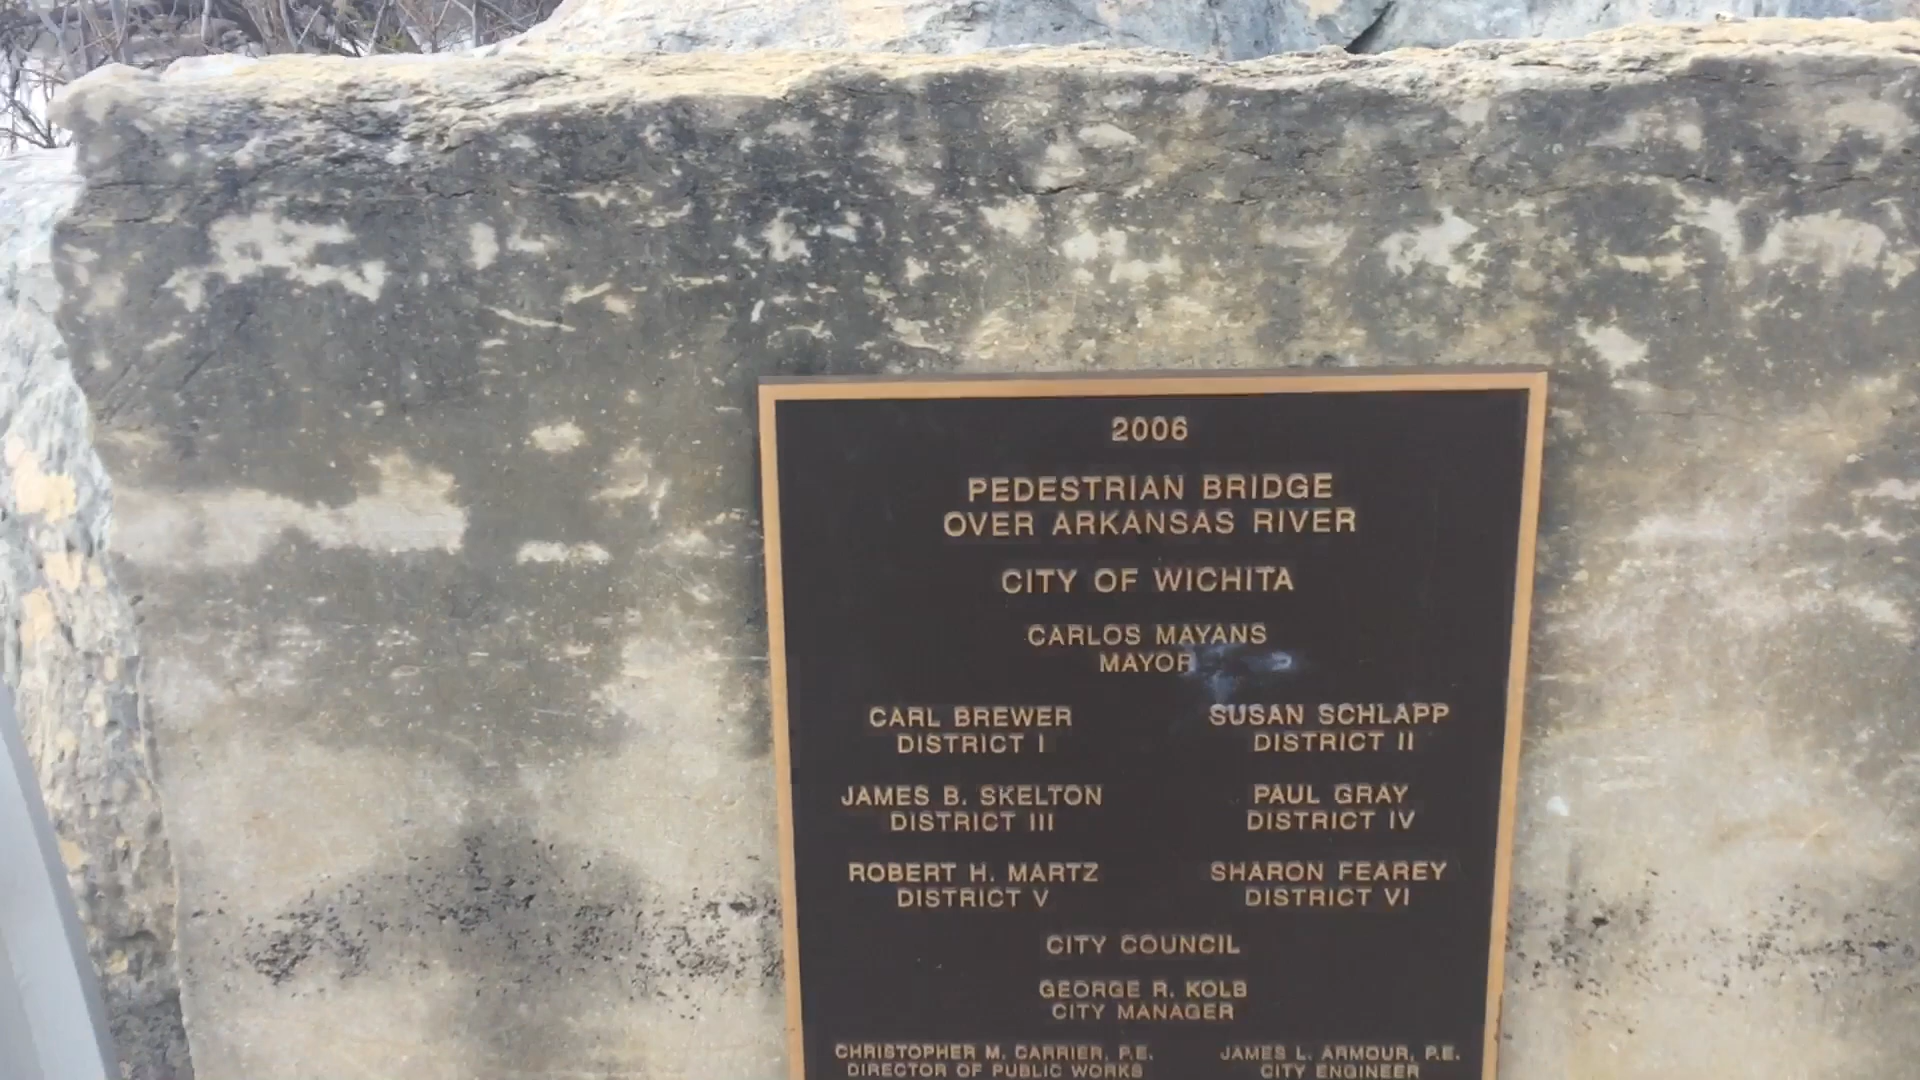 2006
PEDESTRIAN BRIDGE
OVER ARKANSAS RIVER
CITY OF WICHITA
CARLOS MAYANS
MAYOR
CARL BREWER
DISTRICT I
SUSAN SCHLAPP
DISTRICT II
JAMES B. SKELTON
DISTRICT III
PAUL GRAY
DISTRICT IV
ROBERT H. MARTZ
DISTRICT V
SHARON FEAREY
DISTRICT VI
CITY COUNCIL
GEORGE R. KOLB
CITY MANAGER
CHRISTOPHER M. CARRIER, P.E.
DIRECTOR OF PUBLIC WORKS
JAMES L. ARMOUR, P.E.
CITY ENGINEER